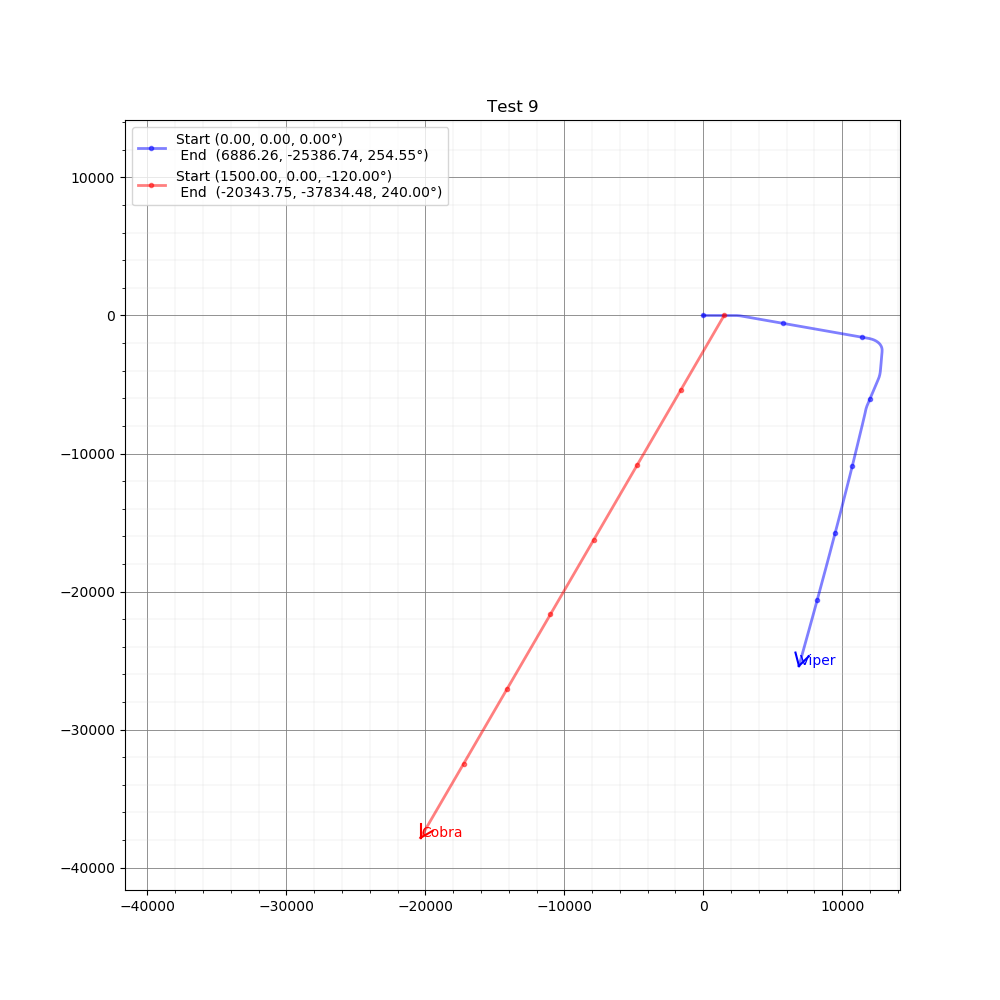 Test 9
Start (0.00, 0.00, 0.00°)
End  (6886.26, -25386.74, 254.55°)
Start (1500.00, 0.00, -120.00°)
End  (-20343.75, -37834.48, 240.00°)
10000
0
−10000
−20000
−30000
−40000
Viper
Cobra
−40000
−30000
−20000
−10000
0
10000